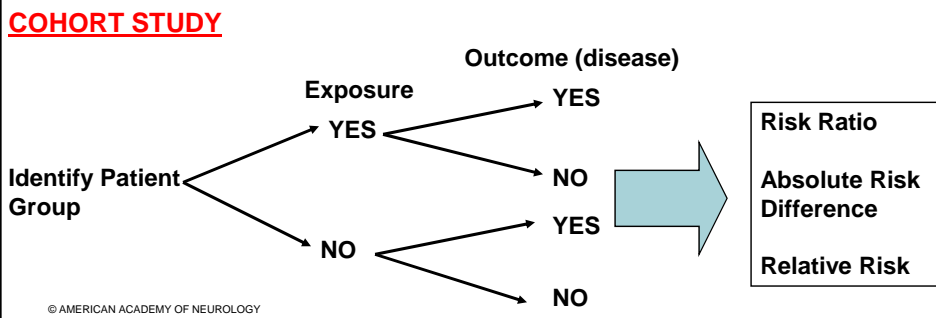 COHORT STUDY
Outcome (disease)
Exposure
YES
YES
Identify Patient
Group
NO
NO
YES
NO
Risk Ratio
Absolute Risk
Difference
Relative Risk
© AMERICAN ACADEMY OF NEUROLOGY